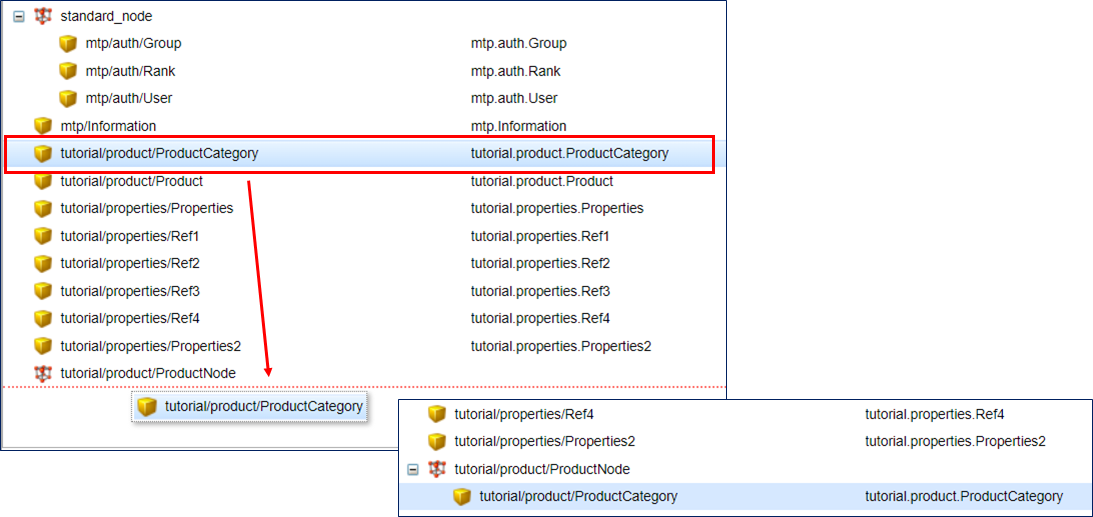 standard_node
mtp/auth/Group mtp.auth.Group
mtp/auth/Rank mtp.auth.Rank
mtp/auth/User mtp.auth.User
mtp/Information mtp.Information
tutorial/product/ProductCategory tutorial.product.ProductCategory
tutorial/product/Product tutorial.product.Product
tutorial/properties/Properties tutorial.properties.Properties
tutorial/properties/Ref1 tutorial.properties.Ref1
tutorial/properties/Ref2 tutorial.properties.Ref2
tutorial/properties/Ref3 tutorial.properties.Ref3
tutorial/properties/Ref4 tutorial.properties.Ref4
tutorial/properties/Properties2 tutorial.properties.Properties2
tutorial/product/ProductNode
tutorial/product/ProductCategory
tutorial/properties/Ref4 tutorial.properties.Ref4
tutorial/properties/Properties2 tutorial.properties.Properties2
tutorial/product/ProductNode
tutorial/product/ProductCategory tutorial.product.ProductCategory